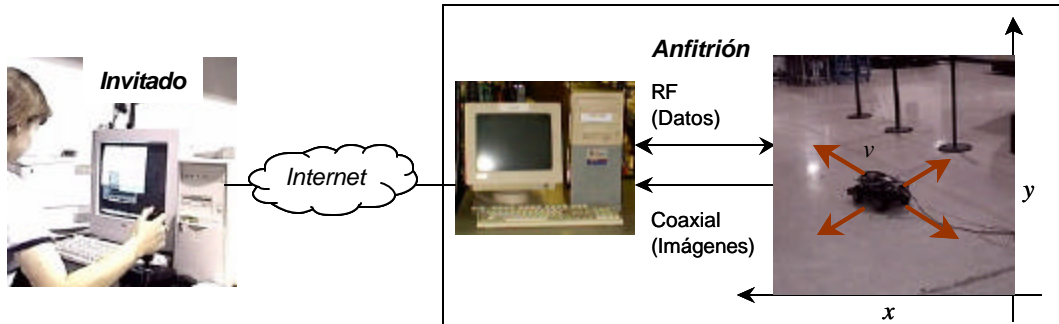 Invitado
Internet
Anfitrión
RF
(Datos)
Coaxial
(Imágenes)
v
y
x